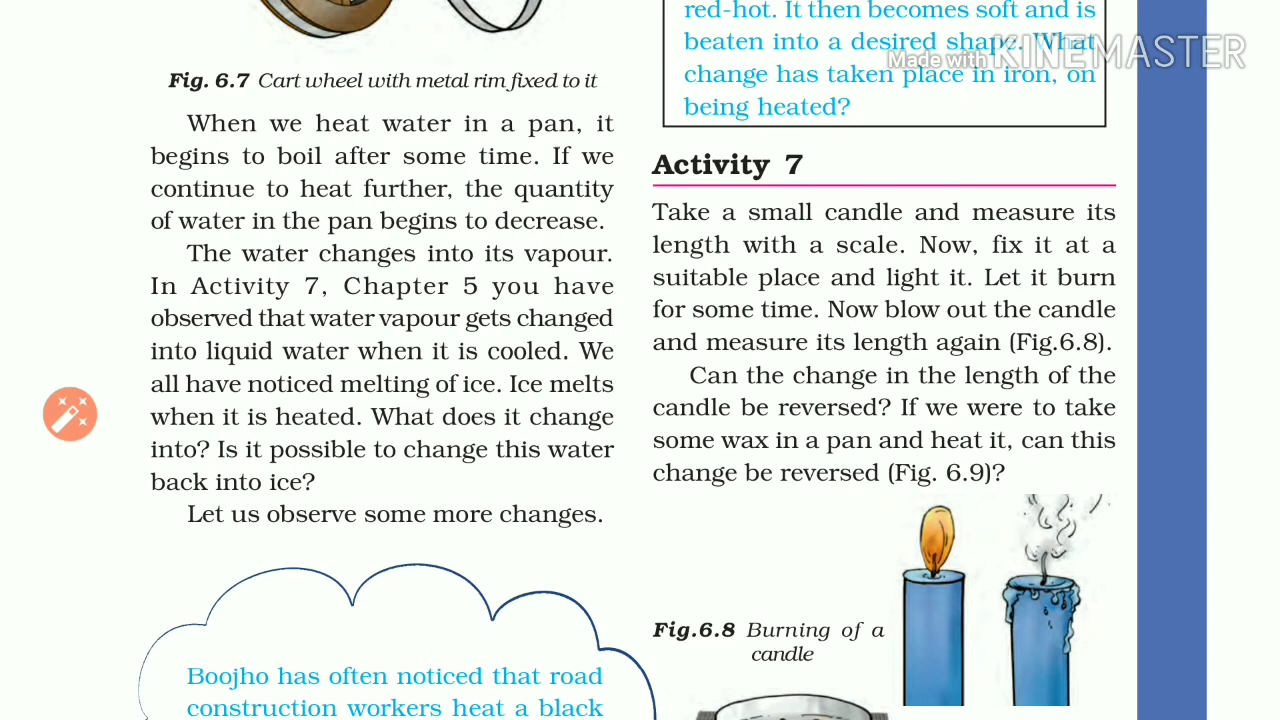 Fig. 6.7 Cart wheel with metal rim fixed to it
When we heat water in a pan, it
begins to boil after some time. If we
continue to heat further, the quantity
of water in the pan begins to decrease.
The water changes into its vapour.
In Activity 7, Chapter 5 you have
observed that water vapour gets changed
into liquid water when it is cooled. We
all have noticed melting of ice. Ice melts
when it is heated. What does it change
into? Is it possible to change this water
back into ice?
Let us observe some more changes.
Boojho has often noticed that road
construction workers heat a black
red-hot. It then becomes soft and is
beaten into a desired shape. What
change has taken place in iron, on
being heated?
Made with KINEMASTER
Activity 7
Take a small candle and measure its
length with a scale. Now, fix it at a
suitable place and light it. Let it burn
for some time. Now blow out the candle
and measure its length again (Fig.6.8).
Can the change in the length of the
candle be reversed? If we were to take
some wax in a pan and heat it, can this
change be reversed (Fig. 6.9)?
Fig.6.8 Burning of a
candle